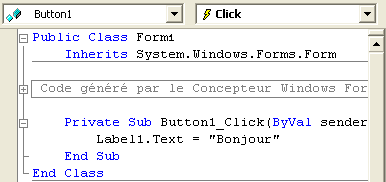 Button1 Click
Public Class Form1
Inherits System.Windows.Forms.Form
Code généré par le Concepteur Windows For
Private Sub Button1_Click(ByVal sender
Label1.Text = "Bonjour"
End Sub
End Class